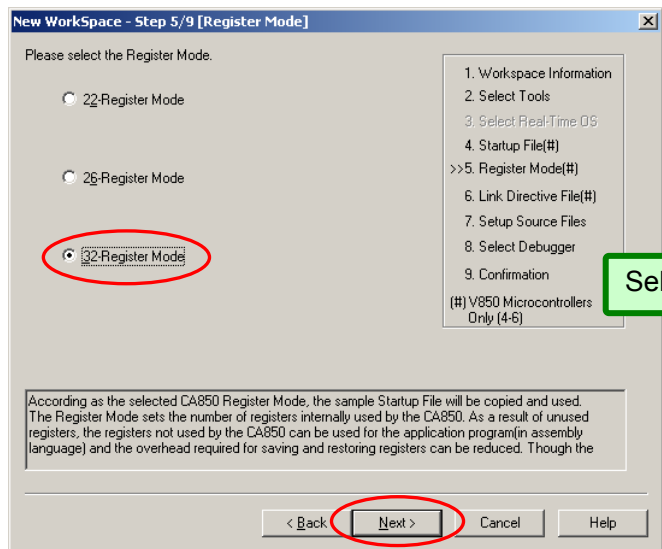 New WorkSpace - Step 5/9 [Register Mode]
Please select the Register Mode.
22-Register Mode
26-Register Mode
32-Register Mode
1. Workspace Information
2. Select Tools
3. Select Real-Time OS
4. Startup File(#)
>>5. Register Mode(#)
6. Link Directive File(#)
7. Setup Source Files
8. Select Debugger
9. Confirmation
(#) V850 Microcontrollers
Only (4-6)
According as the selected CA850 Register Mode, the sample Startup File will be copied and used.
The Register Mode sets the number of registers internally used by the CA850. As a result of unused
registers, the registers not used by the CA850 can be used for the application program(in assembly
language) and the overhead required for saving and restoring registers can be reduced. Though the
< Back
Next >
Cancel
Help